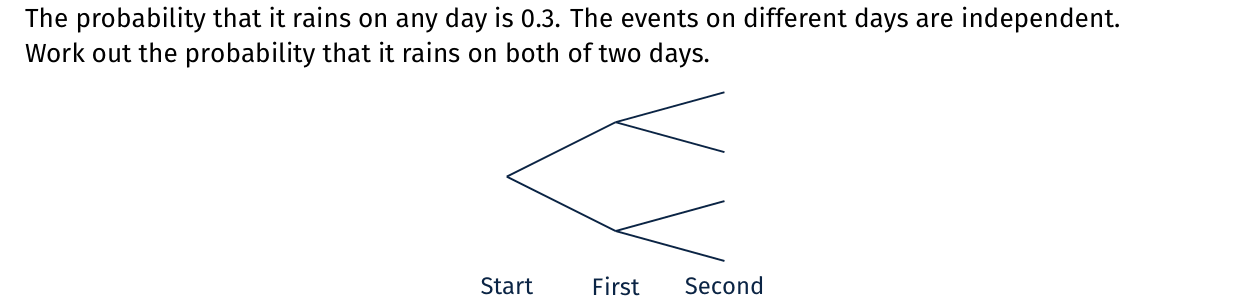 The probability that it rains on any day is 0.3. The events on different days are independent.
Work out the probability that it rains on both of two days.
Start First Second